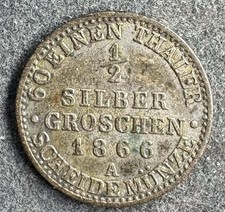 60 EINEN THALER
1/2
SILBER
GROSCHEN
1866
A
SCHEIDEMÜNZE